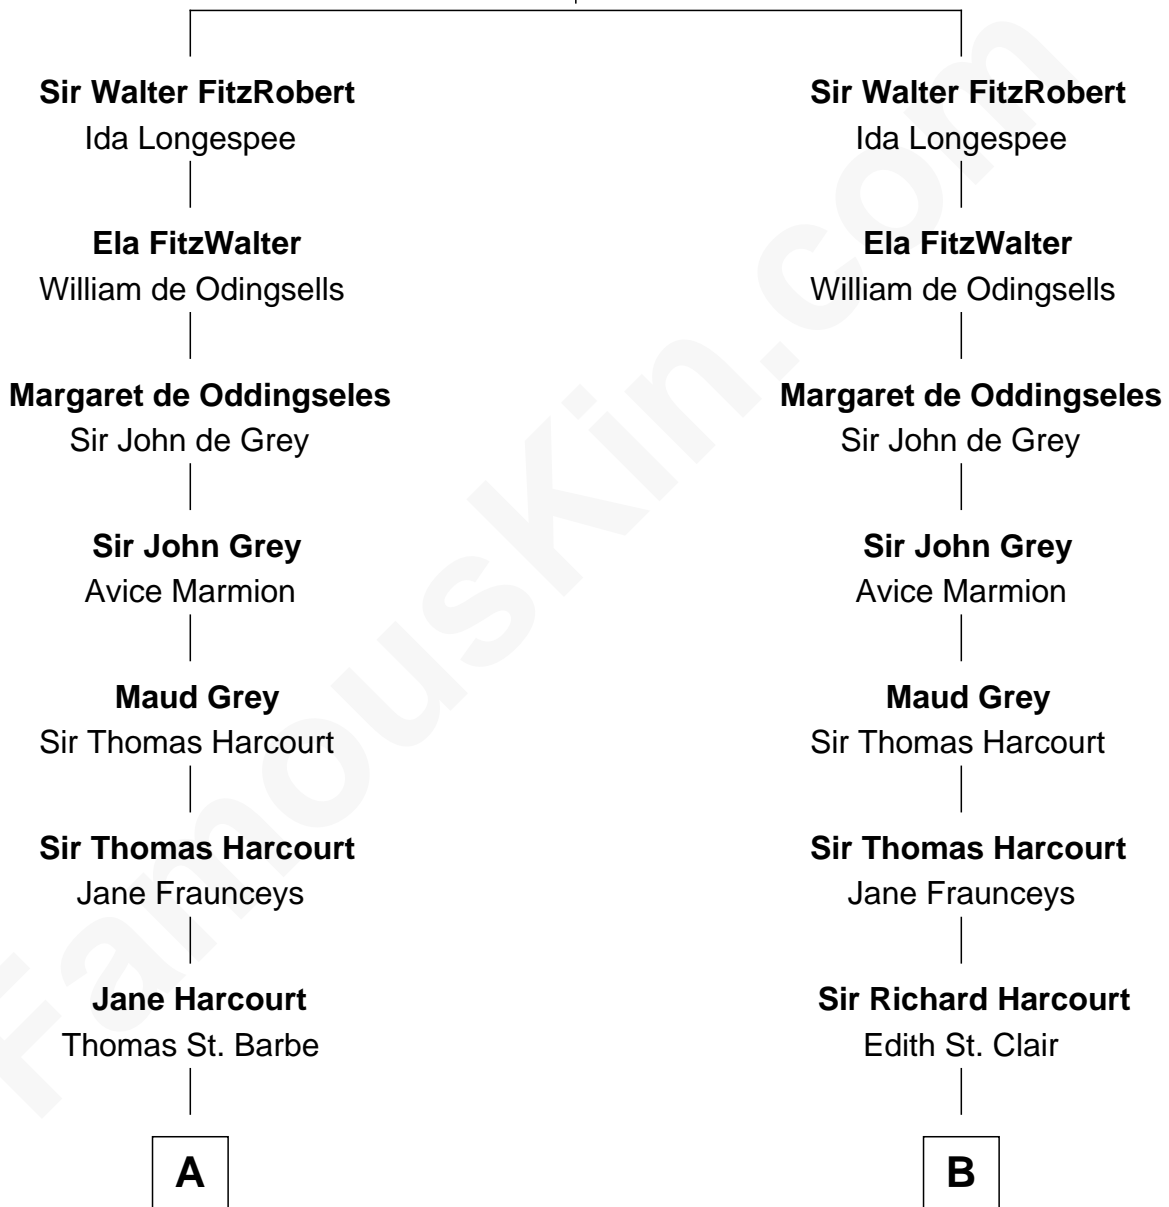 Sir Walter FitzRobert Sir Walter FitzRobert
Ida Longespee Ida Longespee
Ela FitzWalter Ela FitzWalter
William de Odingsells William de Odingsells
Margaret de Oddingseles Margaret de Oddingseles
Sir John de Grey Sir John de Grey
Sir John Grey Sir John Grey
Avice Marmion Avice Marmion
Maud Grey Maud Grey
Sir Thomas Harcourt Sir Thomas Harcourt
Sir Thomas Harcourt Sir Thomas Harcourt
Jane Fraunceys Jane Fraunceys
Jane Harcourt Sir Richard Harcourt
Thomas St. Barbe Edith St. Clair
A B
FamousKin.com